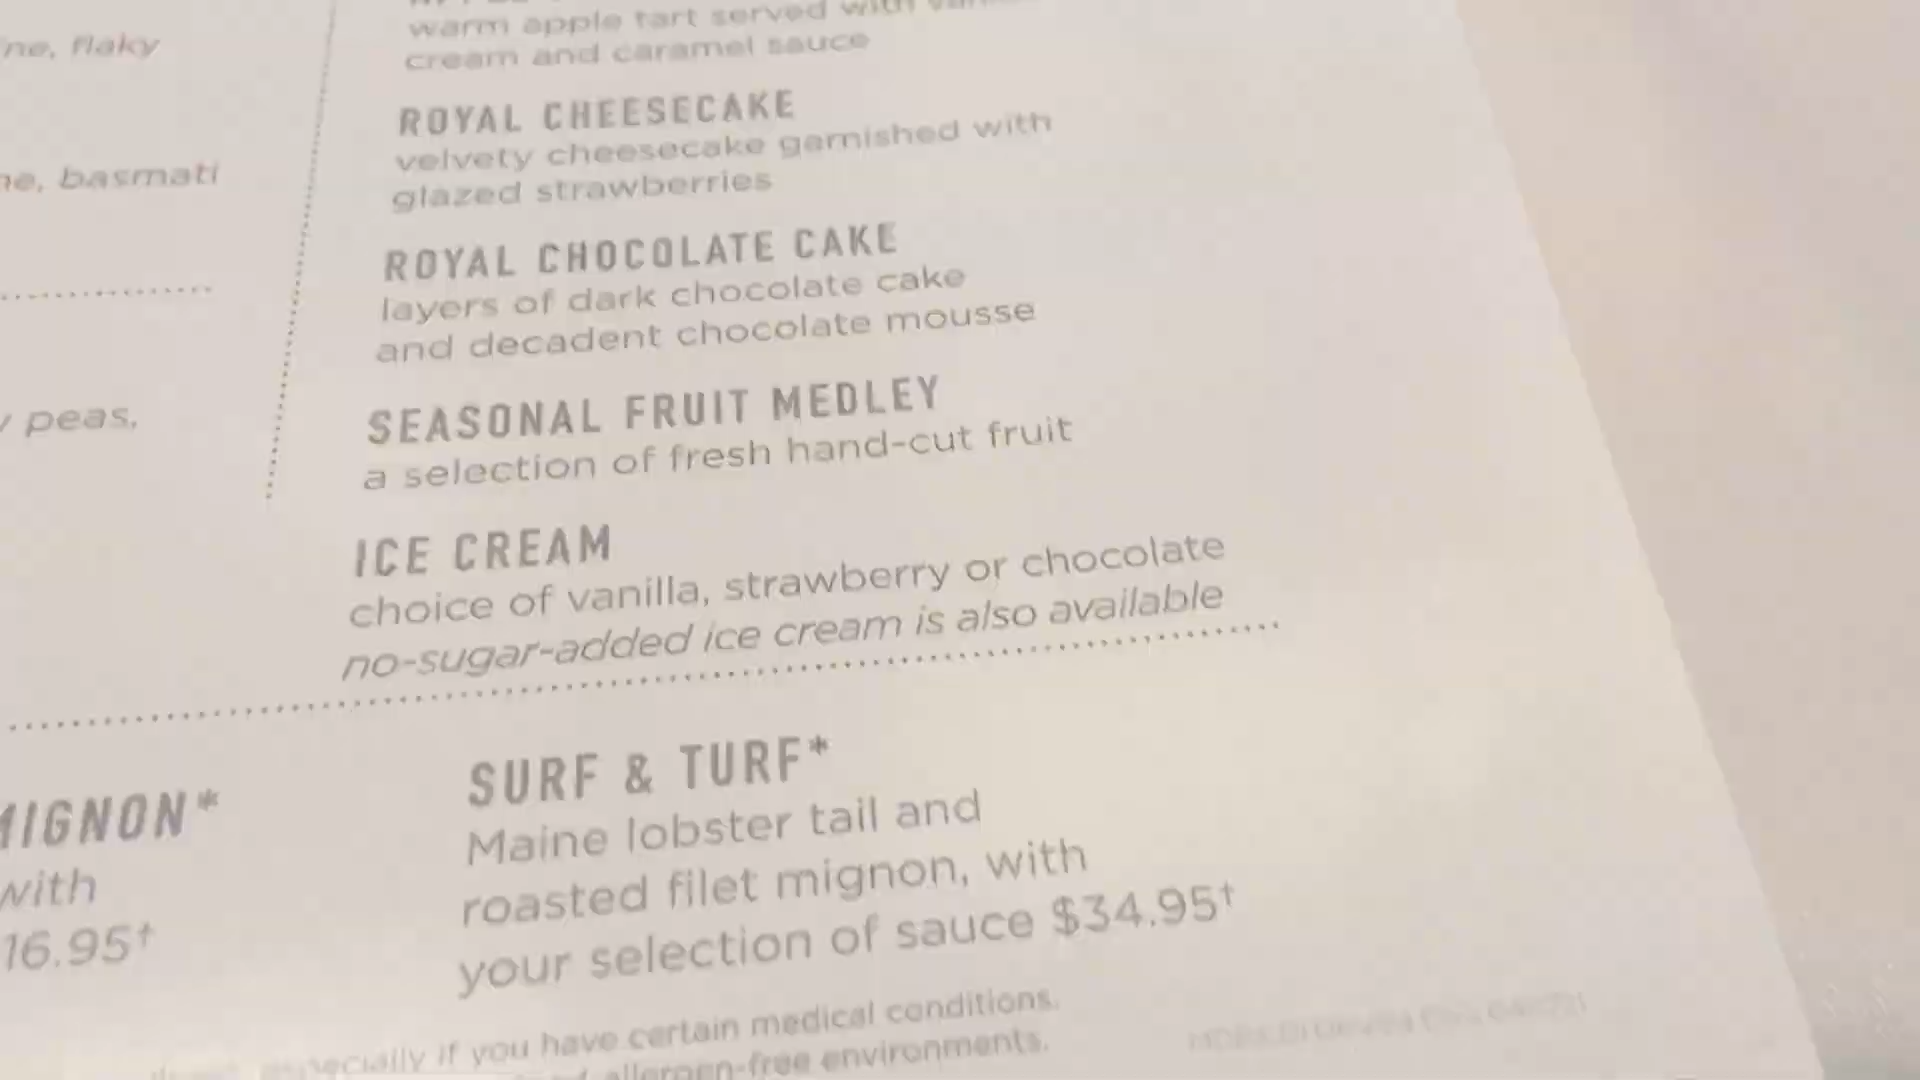 ne, flaky
warm apple tart served with
cream and caramel sauce
ROYAL CHEESECAKE
velvety cheesecake garnished with
glazed strawberries
basmati
ROYAL CHOCOLATE CAKE
layers of dark chocolate cake
and decadent chocolate mousse
peas,
SEASONAL FRUIT MEDLEY
a selection of fresh hand-cut fruit
ICE CREAM
choice of vanilla, strawberry or chocolate
no-sugar-added ice cream is also available
MIGNON*
with
16.95†
SURF & TURF*
Maine lobster tail and
roasted filet mignon, with
your selection of sauce $34.95†
especially if you have certain medical conditions.
allergen-free environments.